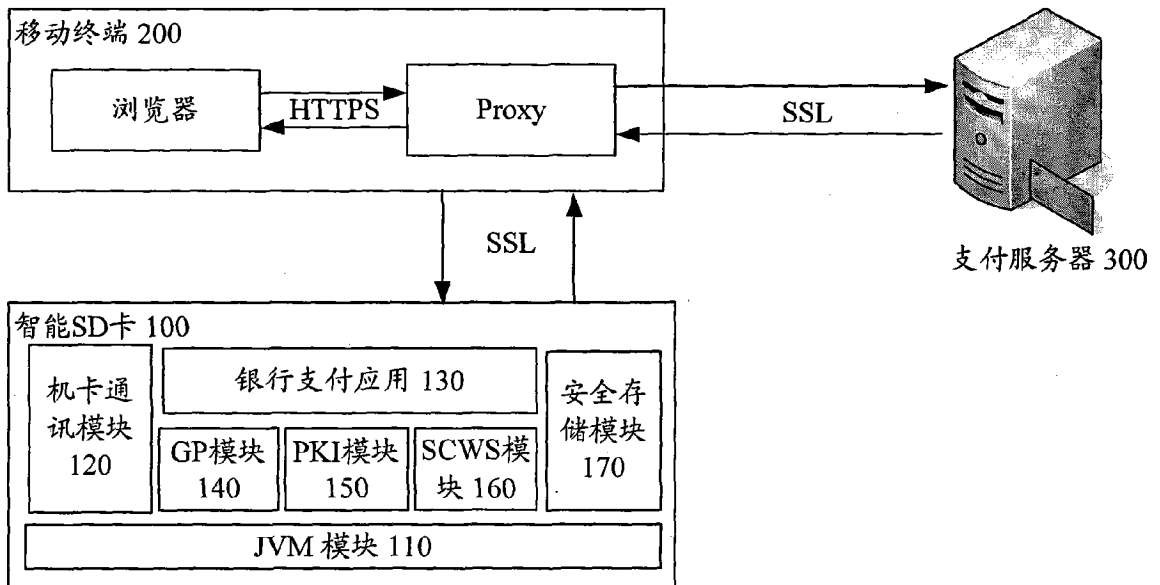 移动终端 200
浏览器
HTTPS
Proxy
SSL
支付服务器 300
SSL
智能SD卡 100
机卡通
讯模块
120
银行支付应用 130
GP模块
140
PKI模块
150
SCWS模
块 160
安全存
储模块
170
JVM 模块 110